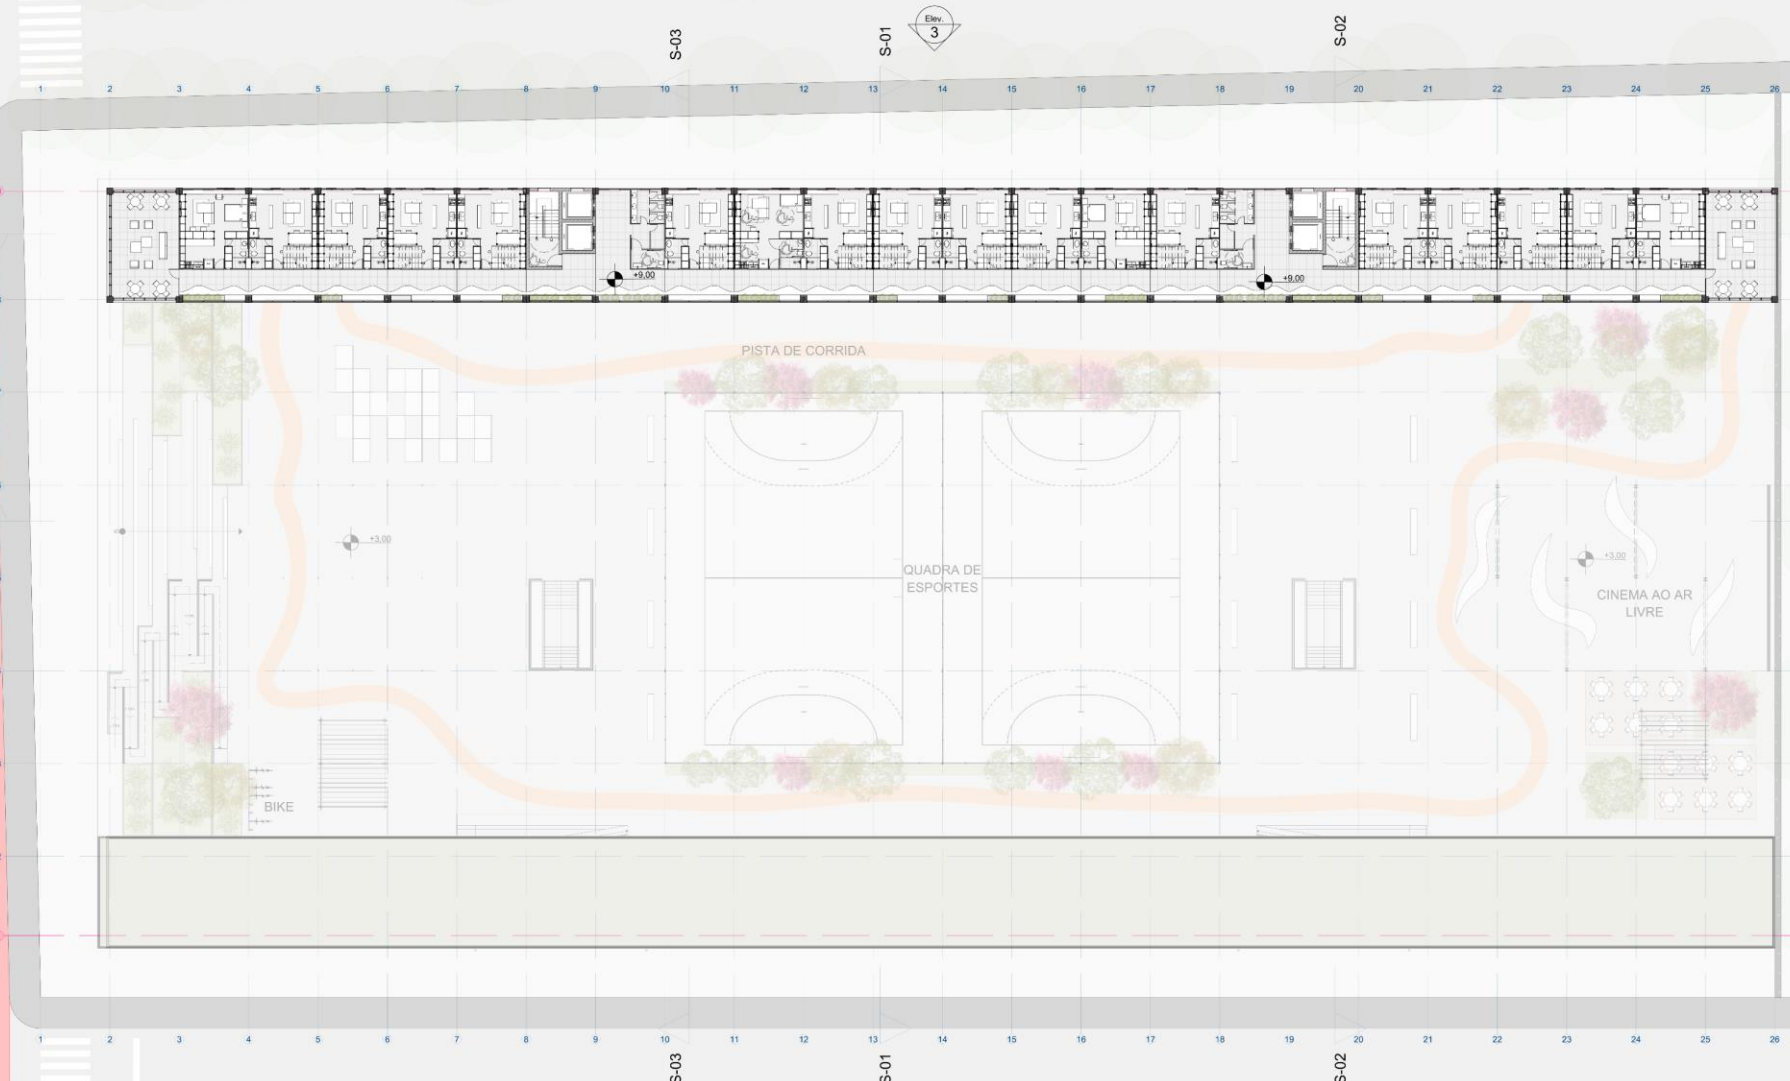 S-03
S-01
Elev.
3
S-02
1 2 3 4 5 6 7 8 9 10 11 12 13 14 15 16 17 18 19 20 21 22 23 24 25 26
+9,00
+9,00
PISTA DE CORRIDA
+3,00
QUADRA DE
ESPORTES
+3,00
CINEMA AO AR
LIVRE
BIKE
1 2 3 4 5 6 7 8 9 10 11 12 13 14 15 16 17 18 19 20 21 22 23 24 25 26
S-03
S-01
S-02